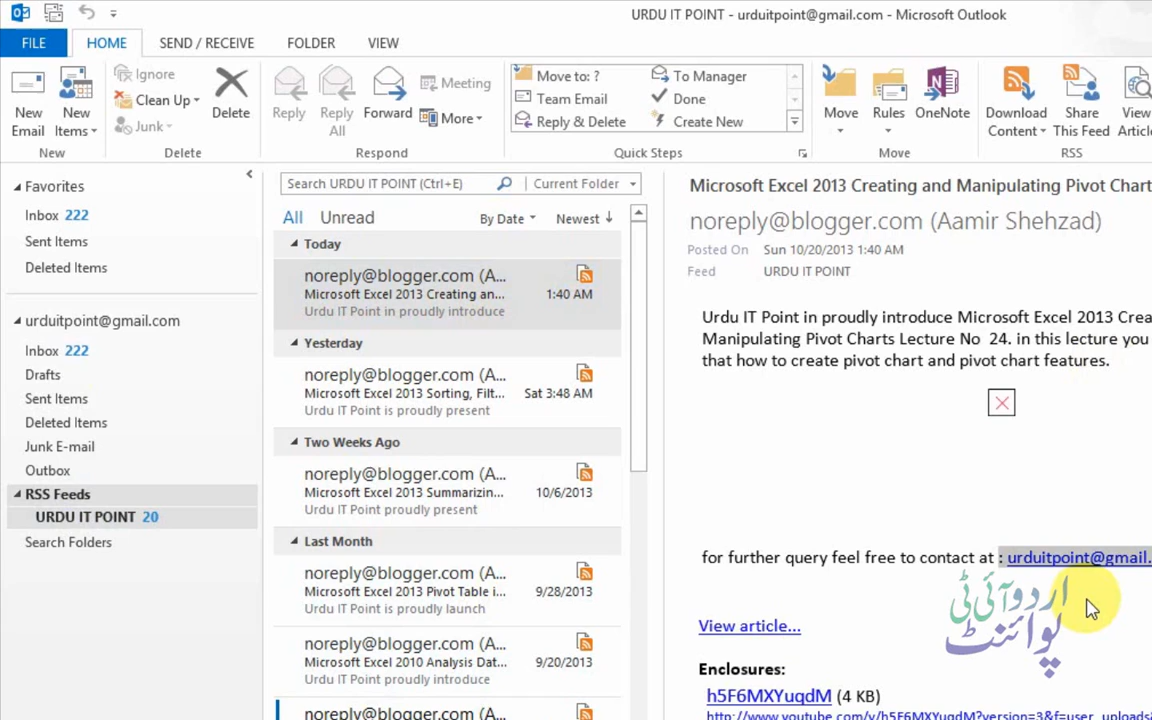 URDU IT POINT - urduitpoint@gmail.com - Microsoft Outlook
FILE HOME SEND / RECEIVE FOLDER VIEW
New Email
New Items
New
Ignore
Clean Up
Junk
Delete
Delete
Reply
Reply All
Forward
Meeting
More
Respond
Move to: ?
Team Email
Reply & Delete
To Manager
Done
Create New
Quick Steps
Move
Rules
OneNote
Move
Download Content
Share This Feed
View Articl
RSS
Favorites
Inbox 222
Sent Items
Deleted Items
urduitpoint@gmail.com
Inbox 222
Drafts
Sent Items
Deleted Items
Junk E-mail
Outbox
RSS Feeds
URDU IT POINT 20
Search Folders
Search URDU IT POINT (Ctrl+E) Current Folder
All Unread By Date Newest
Today
noreply@blogger.com (A...
Microsoft Excel 2013 Creating an... 1:40 AM
Urdu IT Point in proudly introduce
Yesterday
noreply@blogger.com (A...
Microsoft Excel 2013 Sorting, Filt... Sat 3:48 AM
Urdu IT Point is proudly present
Two Weeks Ago
noreply@blogger.com (A...
Microsoft Excel 2013 Summarizin... 10/6/2013
Urdu IT Point is proudly present
Last Month
noreply@blogger.com (A...
Microsoft Excel 2013 Pivot Table i... 9/28/2013
Urdu IT Point is proudly launch
noreply@blogger.com (A...
Microsoft Excel 2010 Analysis Dat... 9/20/2013
Urdu IT Point is proudly introduce
noreply@blogger.com (A...
Microsoft Excel 2013 Creating and Manipulating Pivot Chart
noreply@blogger.com (Aamir Shehzad)
Posted On Sun 10/20/2013 1:40 AM
Feed URDU IT POINT
Urdu IT Point in proudly introduce Microsoft Excel 2013 Crea
Manipulating Pivot Charts Lecture No 24. in this lecture you
that how to create pivot chart and pivot chart features.
for further query feel free to contact at : urduitpoint@gmail.
اردو آئی ٹی
پوائنٹ
View article...
Enclosures:
h5F6MXYuqdM (4 KB)
http://www.youtube.com/v/h5F6MXYuqdM?version=3&f=user_uploads&